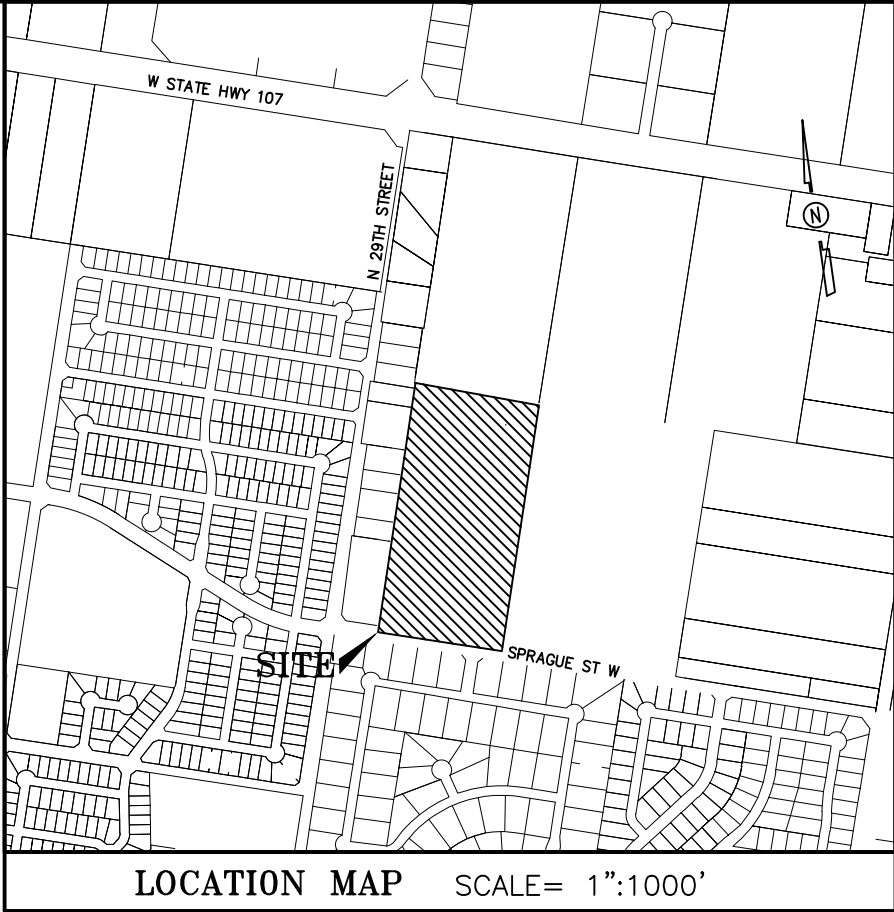 W STATE HWY 107
N 29TH STREET
N
SITE
SPRAGUE ST W
LOCATION MAP SCALE= 1":1000'